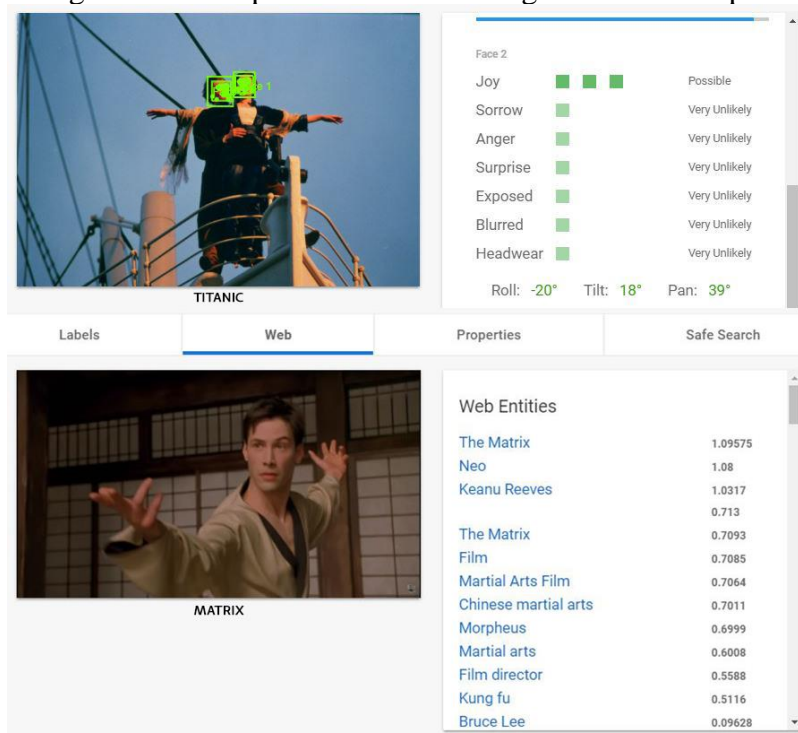 Face 2
Joy Possible
Sorrow Very Unlikely
Anger Very Unlikely
Surprise Very Unlikely
Exposed Very Unlikely
Blurred Very Unlikely
Headwear Very Unlikely
Roll: -20° Tilt: 18° Pan: 39°
TITANIC
Labels Web Properties Safe Search
Web Entities
The Matrix 1.09575
Neo 1.08
Keanu Reeves 1.0317
0.713
The Matrix 0.7093
Film 0.7085
Martial Arts Film 0.7064
Chinese martial arts 0.7011
Morpheus 0.6999
Martial arts 0.6008
Film director 0.5588
Kung fu 0.5116
Bruce Lee 0.09628
MATRIX